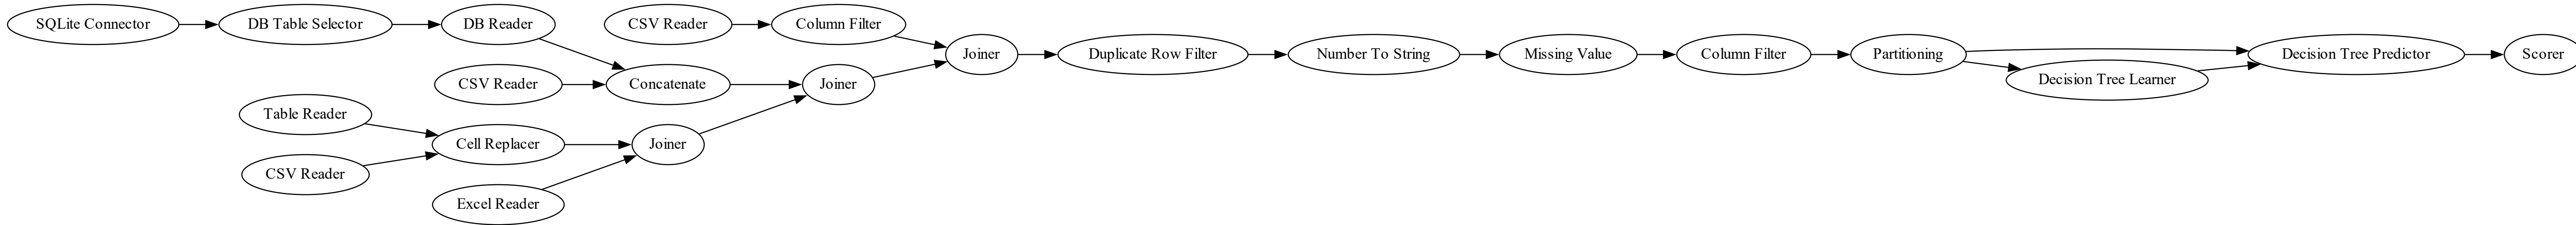 SQLite Connector
DB Table Selector
DB Reader
CSV Reader
Column Filter
CSV Reader
Concatenate
Joiner
Joiner
Table Reader
CSV Reader
Cell Replacer
Joiner
Excel Reader
Duplicate Row Filter
Number To String
Missing Value
Column Filter
Partitioning
Decision Tree Learner
Decision Tree Predictor
Scorer